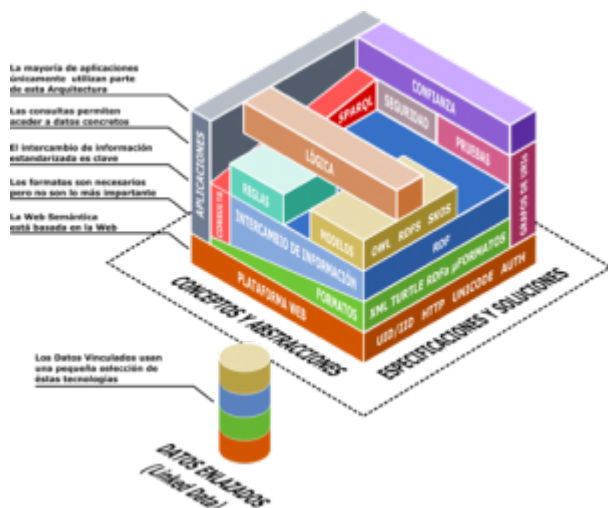 La mayoría de aplicaciones
únicamente utilizan parte
de esta Arquitectura
Las consultas permiten
acceder a datos concretos
El intercambio de información
estandarizada es clave
Los formatos son necesarios
pero no son lo más importante
La Web Semántica
está basada en la Web
APLICACIONES
CONFIANZA
SPARQL
SEGURIDAD
PRUEBAS
LÓGICA
GRAFOS DE URIs
CONSULTA
REGLAS
MODELOS
OWL RDFS SKOS
INTERCAMBIO DE INFORMACIÓN
RDF
FORMATOS
XML TURTLE RDFa µFORMATOS
PLATAFORMA WEB
HTTP UNICODE AUTH
CONCEPTOS Y ABSTRACCIONES
ESPECIFICACIONES Y SOLUCIONES
Los Datos Vinculados usan
una pequeña selección de
éstas tecnologías
DATOS ENLAZADOS
(Linked Data)